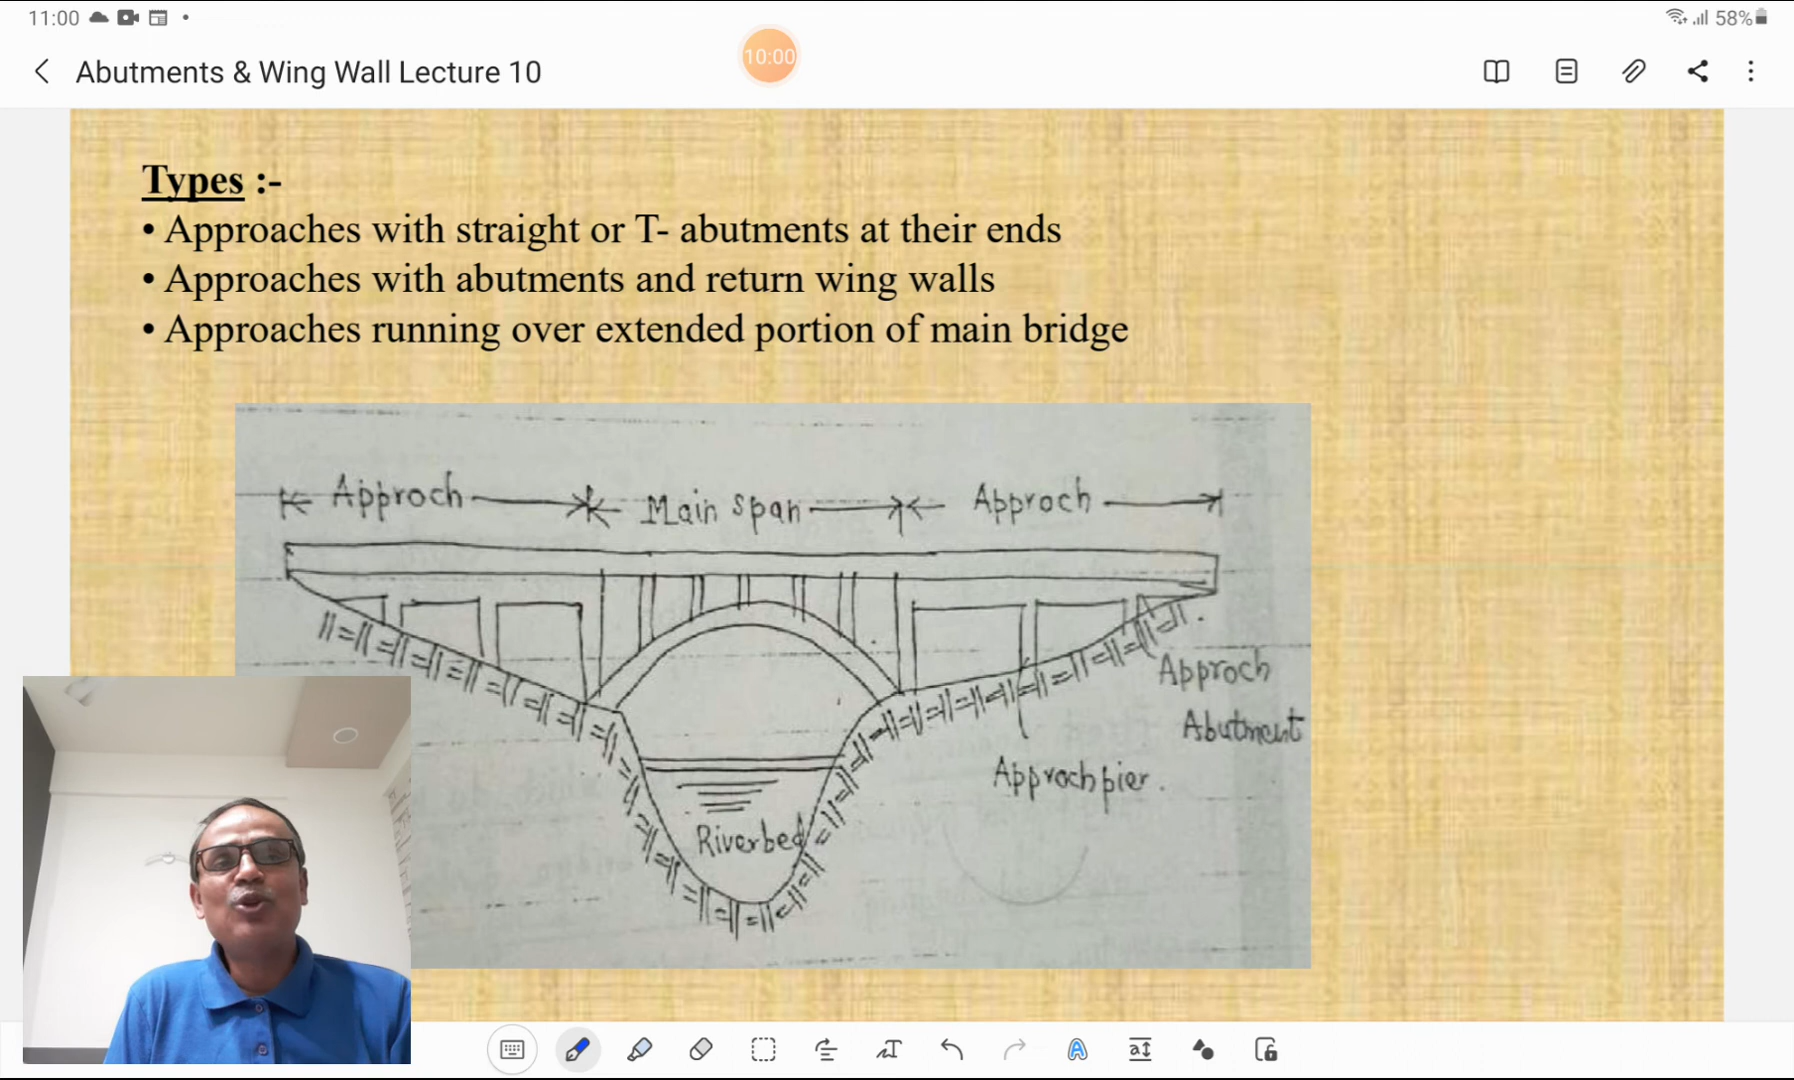 11:00
58%
10:00
Abutments & Wing Wall Lecture 10
Types :-
• Approaches with straight or T- abutments at their ends
• Approaches with abutments and return wing walls
• Approaches running over extended portion of main bridge
Approch
Main span
Approch
Approch
Abutment
Approch pier.
Riverbed